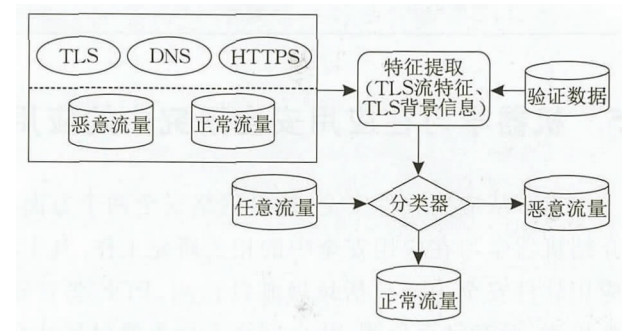 TLS
DNS
HTTPS
恶意流量
正常流量
特征提取
(TLS流特征、
TLS背景信息)
验证数据
任意流量
分类器
恶意流量
正常流量